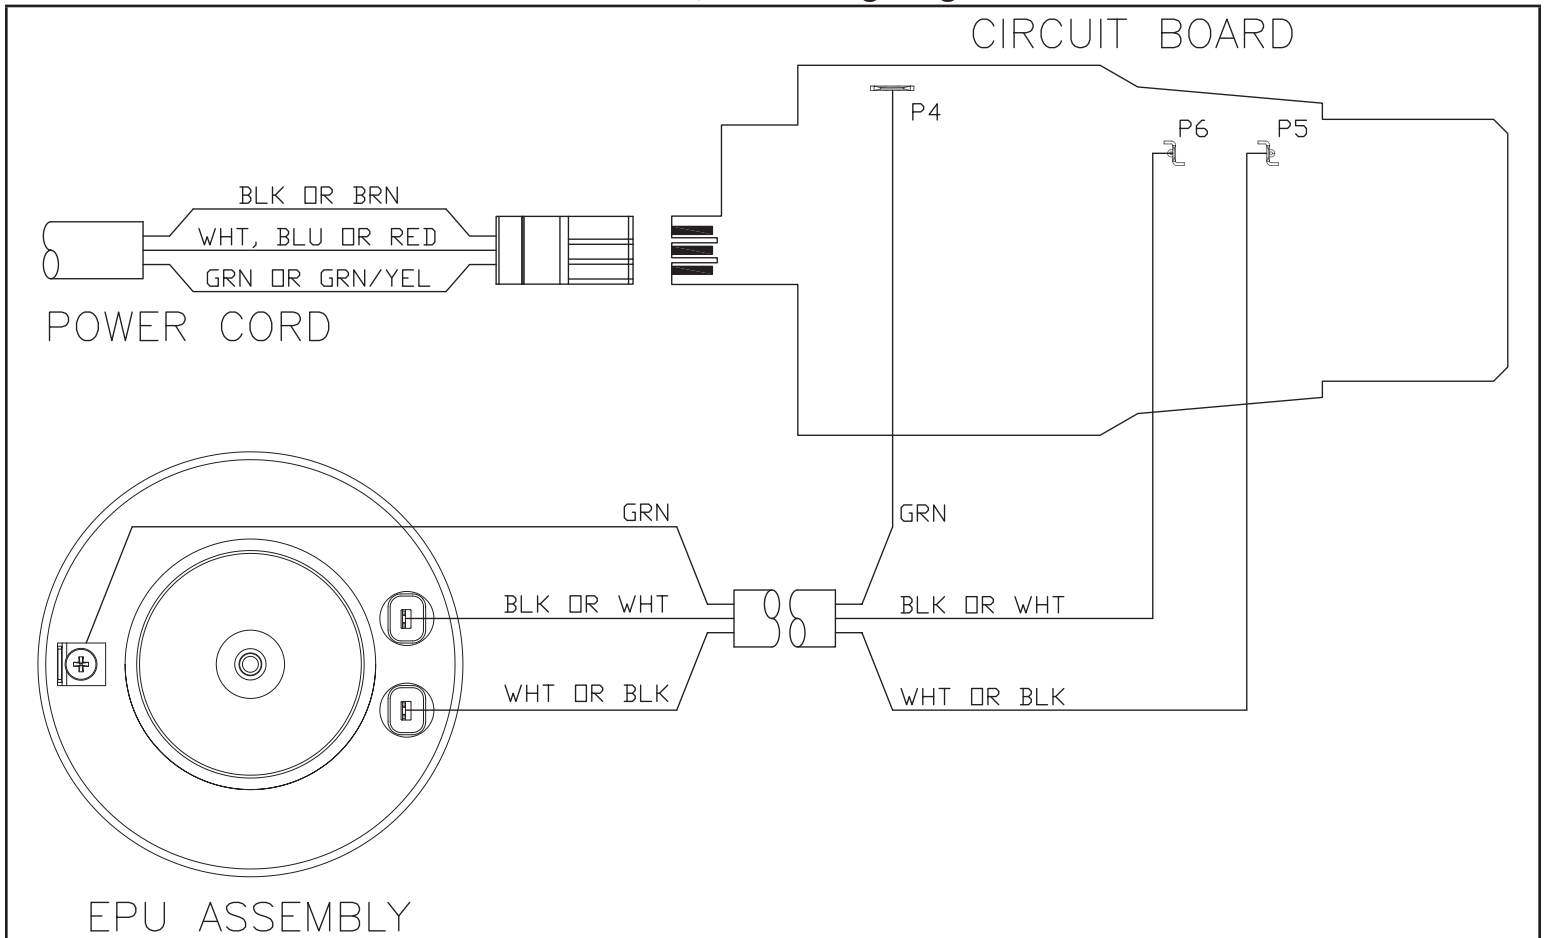 CIRCUIT BOARD
P4
P6
P5
BLK OR BRN
WHT, BLU OR RED
GRN OR GRN/YEL
POWER CORD
GRN
GRN
BLK OR WHT
BLK OR WHT
WHT OR BLK
WHT OR BLK
EPU ASSEMBLY